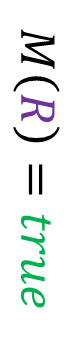 M(R) = true